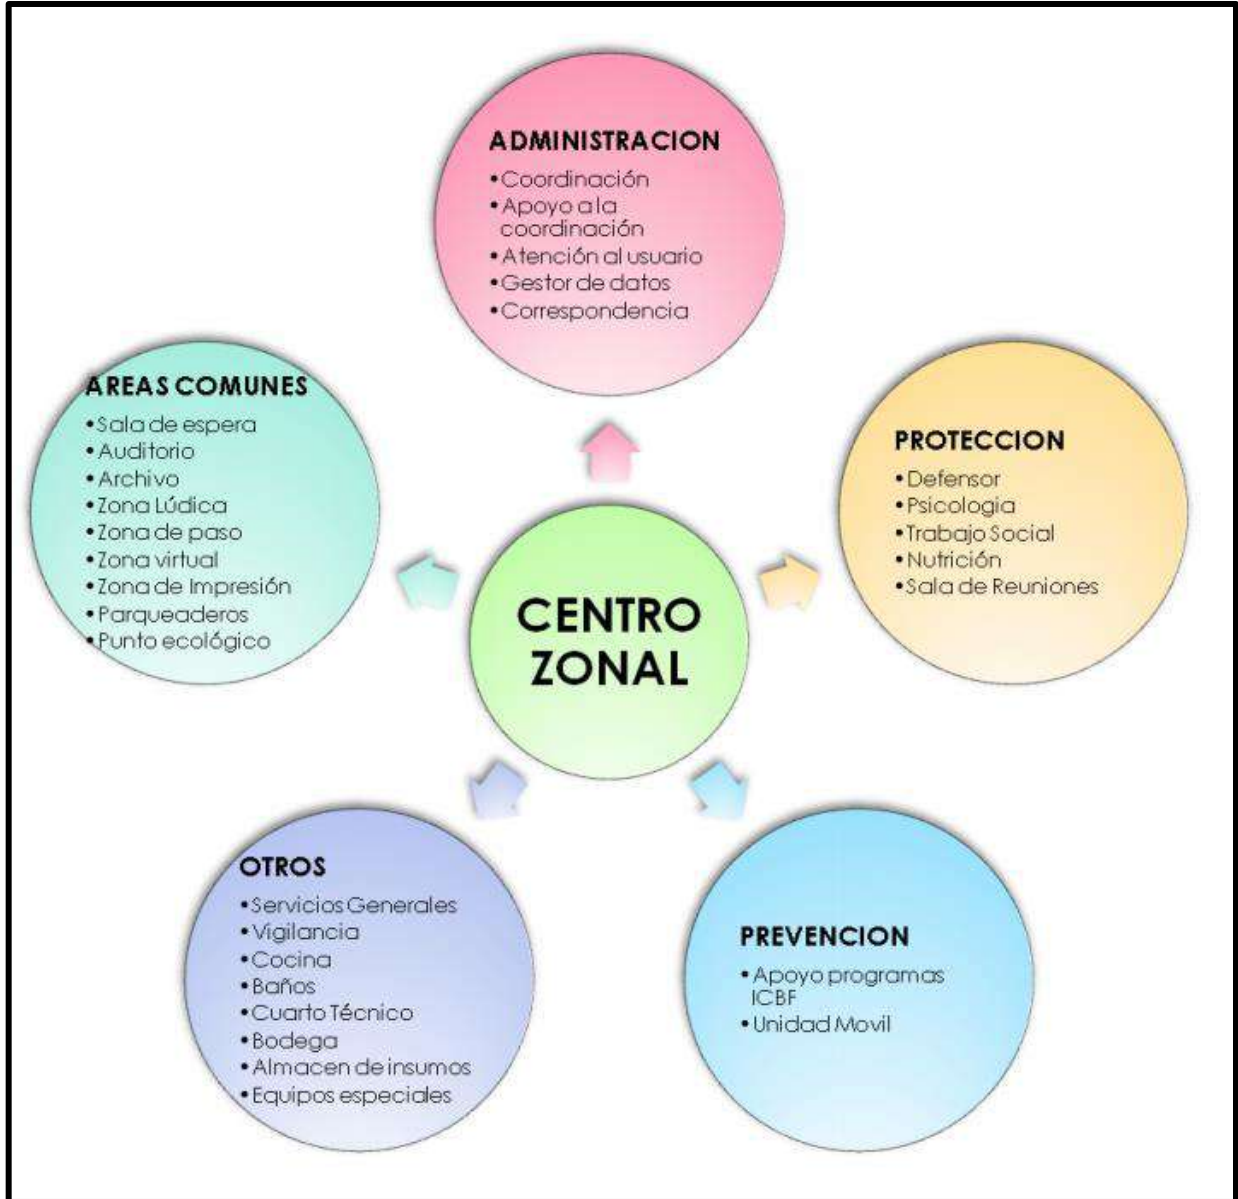 ADMINISTRACION
•Coordinación
•Apoyo a la
coordinación
•Atención al usuario
•Gestor de datos
•Correspondencia
AREAS COMUNES
•Sala de espera
•Auditorio
•Archivo
•Zona Lúdica
•Zona de paso
•Zona virtual
•Zona de Impresión
•Parqueaderos
•Punto ecológico
PROTECCION
•Defensor
•Psicologia
•Trabajo Social
•Nutrición
•Sala de Reuniones
CENTRO
ZONAL
OTROS
•Servicios Generales
•Vigilancia
•Cocina
•Baños
•Cuarto Técnico
•Bodega
•Almacen de insumos
•Equipos especiales
PREVENCION
•Apoyo programas
ICBF
•Unidad Movil